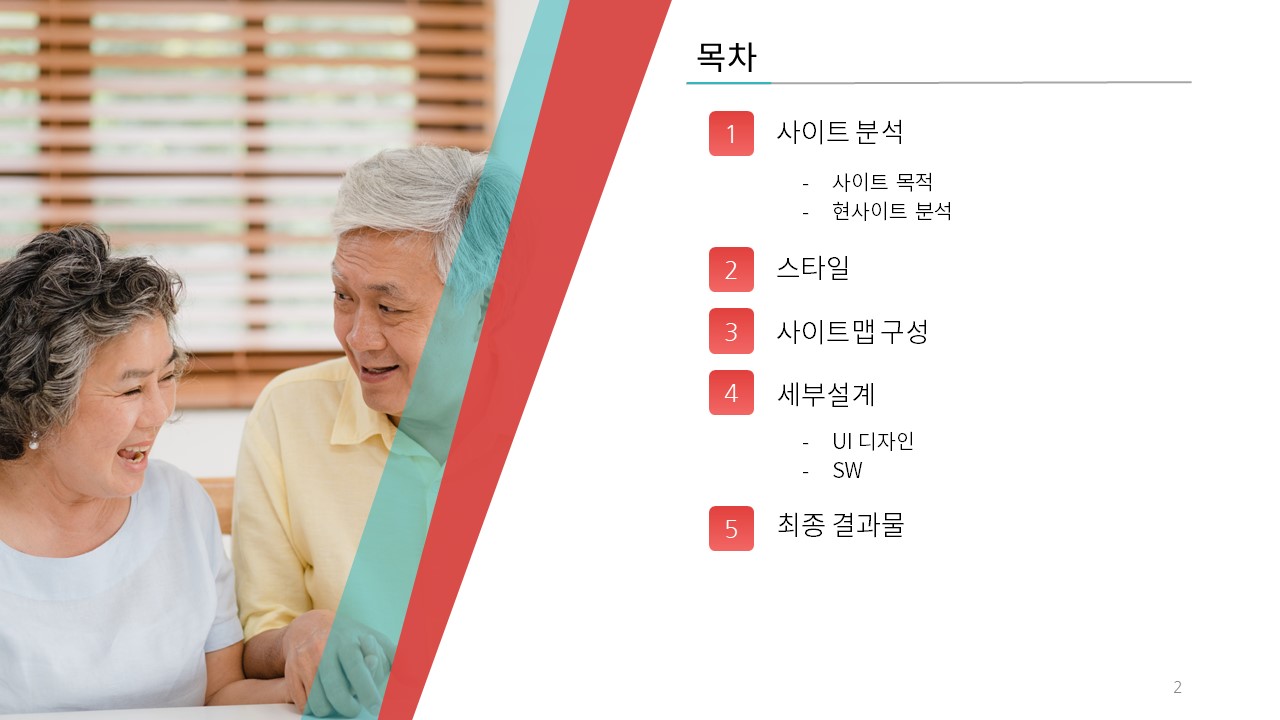 목차
1 사이트 분석
- 사이트 목적
- 현사이트 분석
2 스타일
3 사이트맵 구성
4 세부설계
- UI 디자인
- SW
5 최종 결과물
2